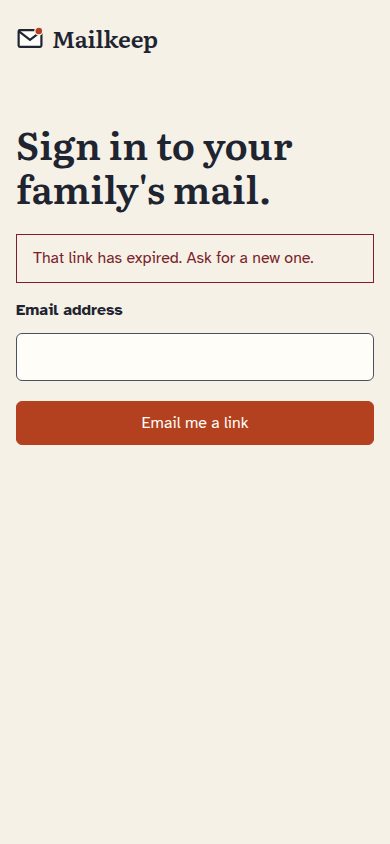 Mailkeep
Sign in to your
family's mail.
That link has expired. Ask for a new one.
Email address
Email me a link